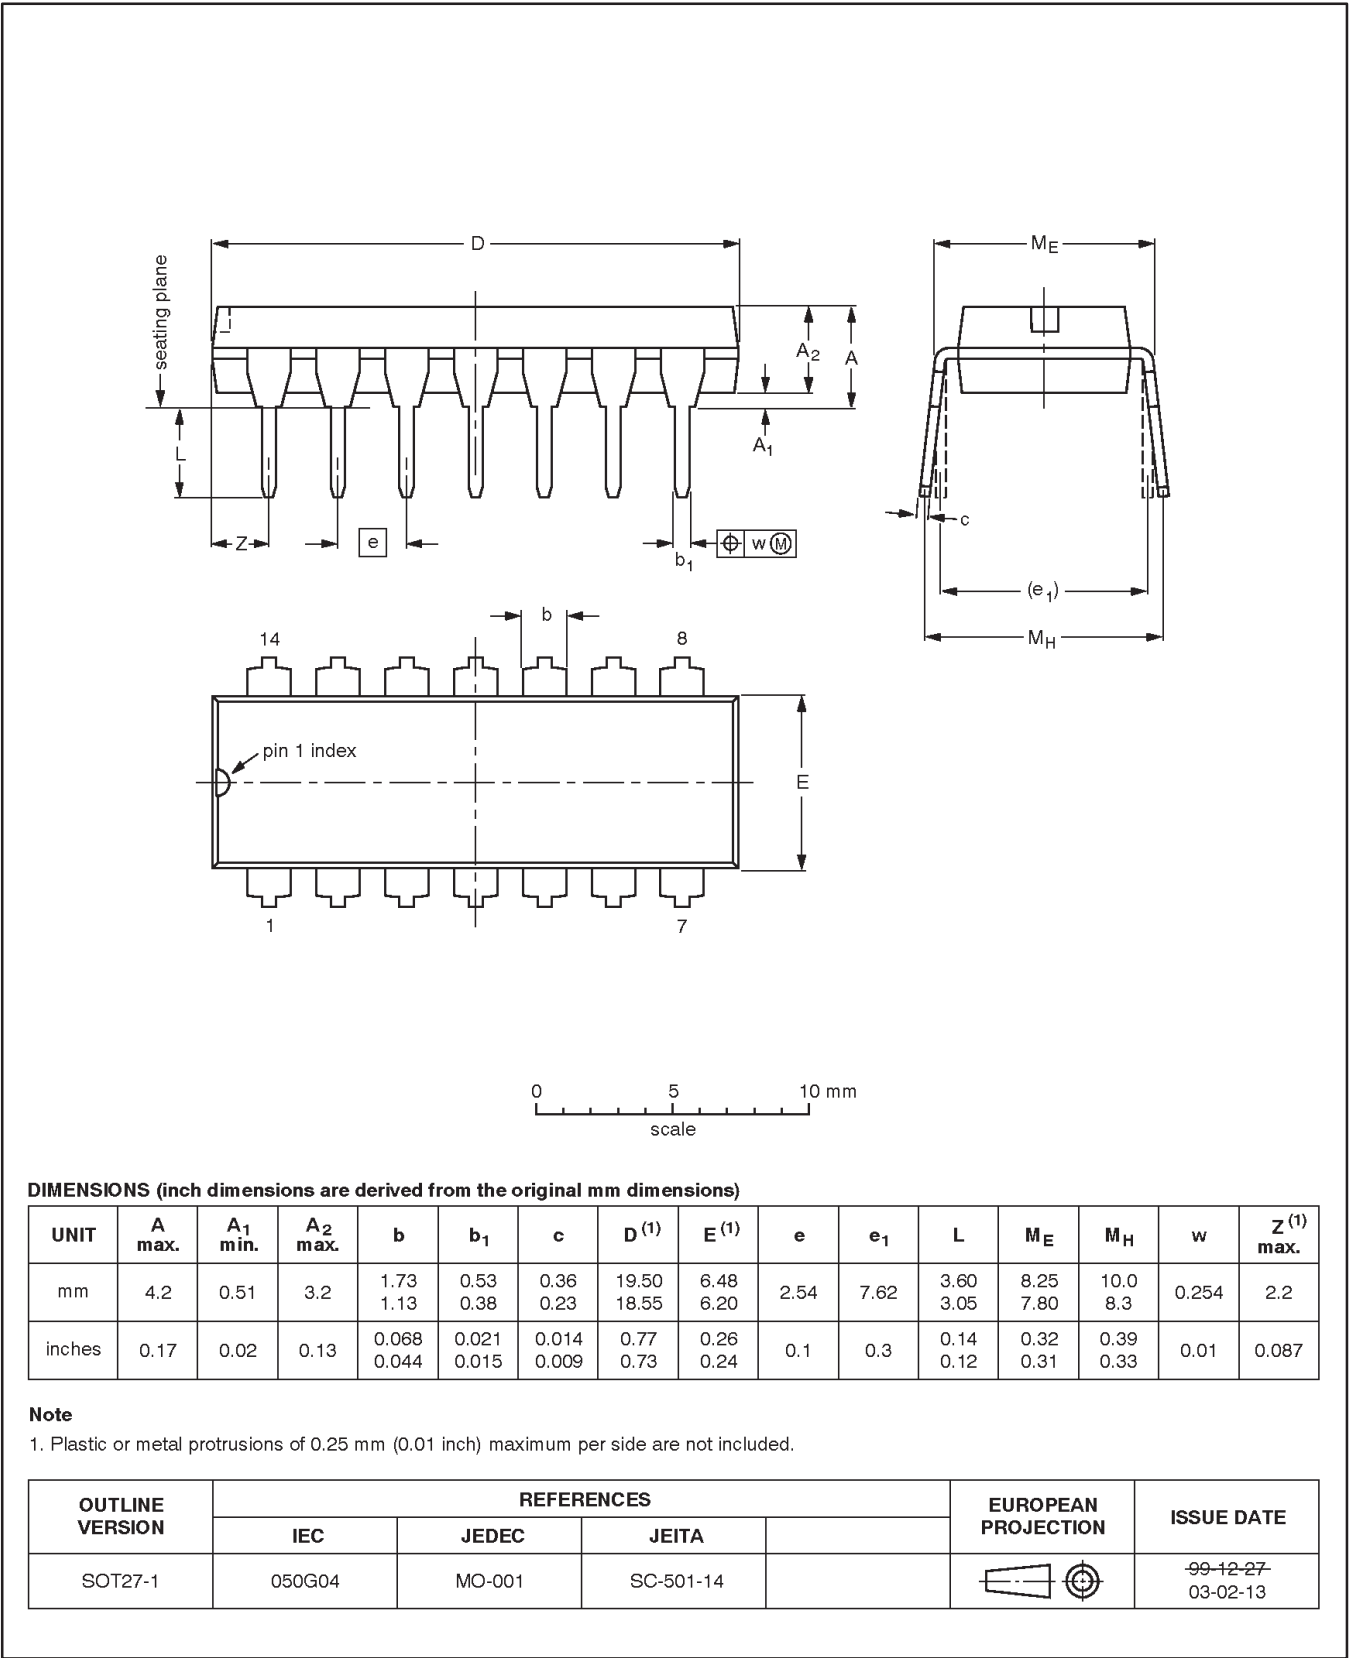 D
M E
seating plane
A 2
A
A 1
L
c
Z
e
b 1
w M
(e 1)
M H
b
14
8
pin 1 index
E
1
7
0
5
10 mm
scale
DIMENSIONS (inch dimensions are derived from the original mm dimensions)
UNIT A max. A1 min. A2 max. b b1 c D (1) E (1) e e1 L ME MH w Z (1) max.
mm 4.2 0.51 3.2 1.73 1.13 0.53 0.38 0.36 0.23 19.50 18.55 6.48 6.20 2.54 7.62 3.60 3.05 8.25 7.80 10.0 8.3 0.254 2.2
inches 0.17 0.02 0.13 0.068 0.044 0.021 0.015 0.014 0.009 0.77 0.73 0.26 0.24 0.1 0.3 0.14 0.12 0.32 0.31 0.39 0.33 0.01 0.087
Note
1. Plastic or metal protrusions of 0.25 mm (0.01 inch) maximum per side are not included.
OUTLINE VERSION REFERENCES EUROPEAN PROJECTION ISSUE DATE
IEC JEDEC JEITA
SOT27-1 050G04 MO-001 SC-501-14 99-12-27
03-02-13